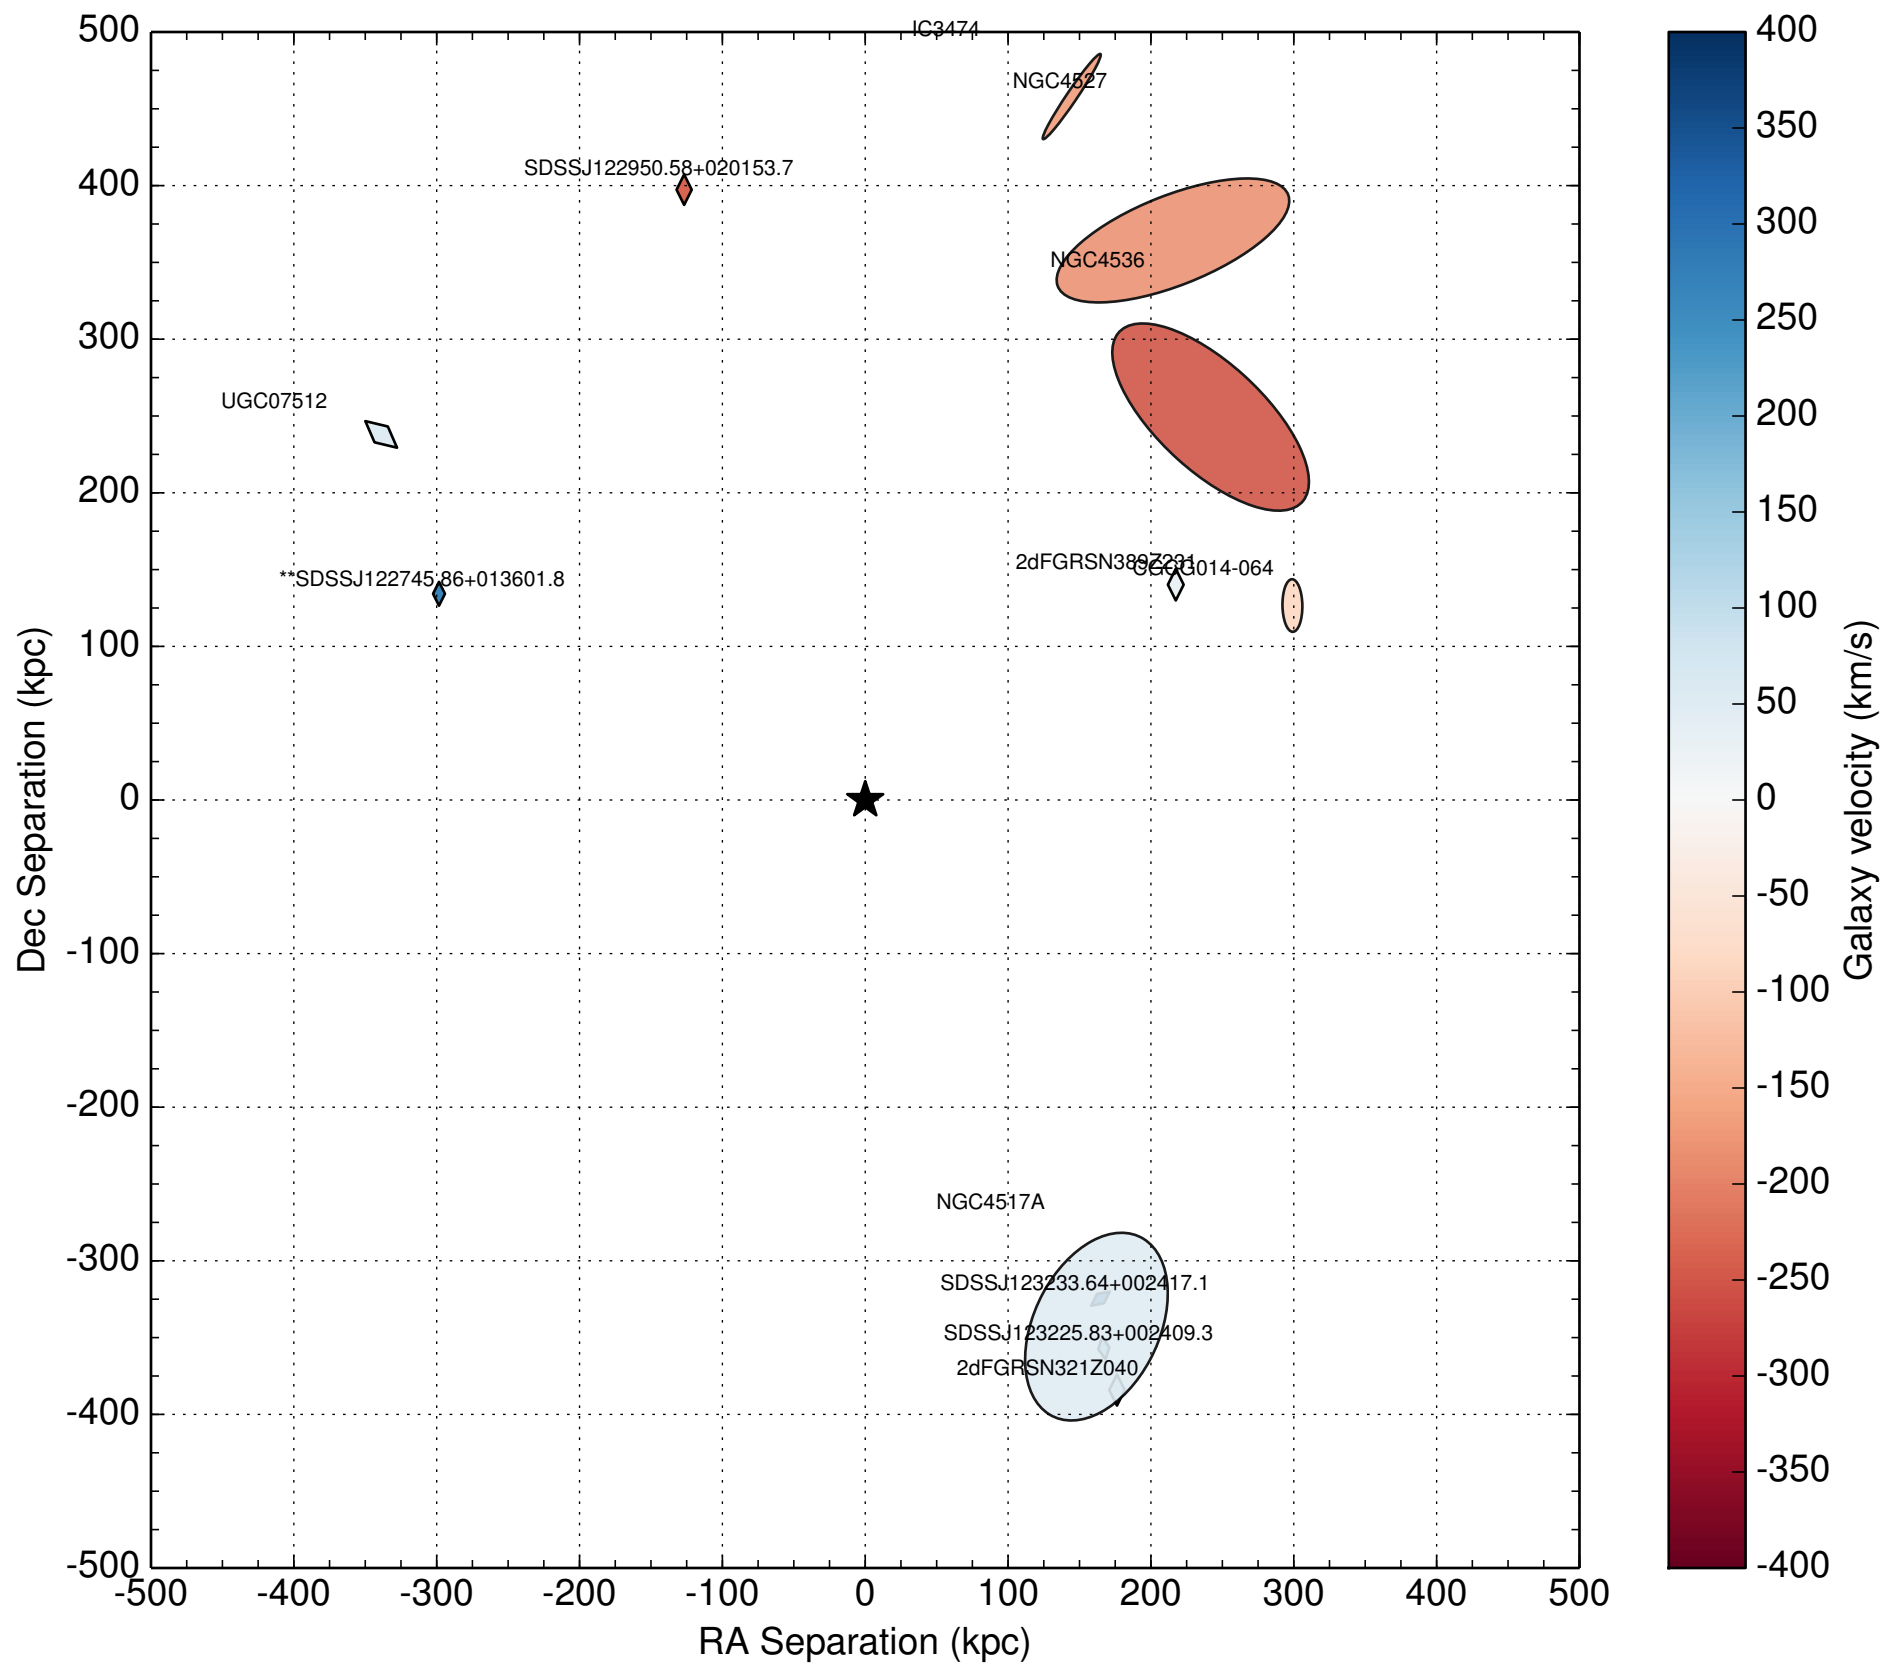 IC3474
NGC4527
SDSSJ122950.58+020153.7
NGC4536
UGC07512
**SDSSJ122745.86+013601.8
2dFGRSN389Z231
CGCG014-064
NGC4517A
SDSSJ123233.64+002417.1
SDSSJ123225.83+002409.3
2dFGRSN321Z040
500
400
300
200
100
0
-100
-200
-300
-400
-500
Dec Separation (kpc)
-500 -400 -300 -200 -100 0 100 200 300 400 500
RA Separation (kpc)
400
350
300
250
200
150
100
50
0
-50
-100
-150
-200
-250
-300
-350
-400
Galaxy velocity (km/s)